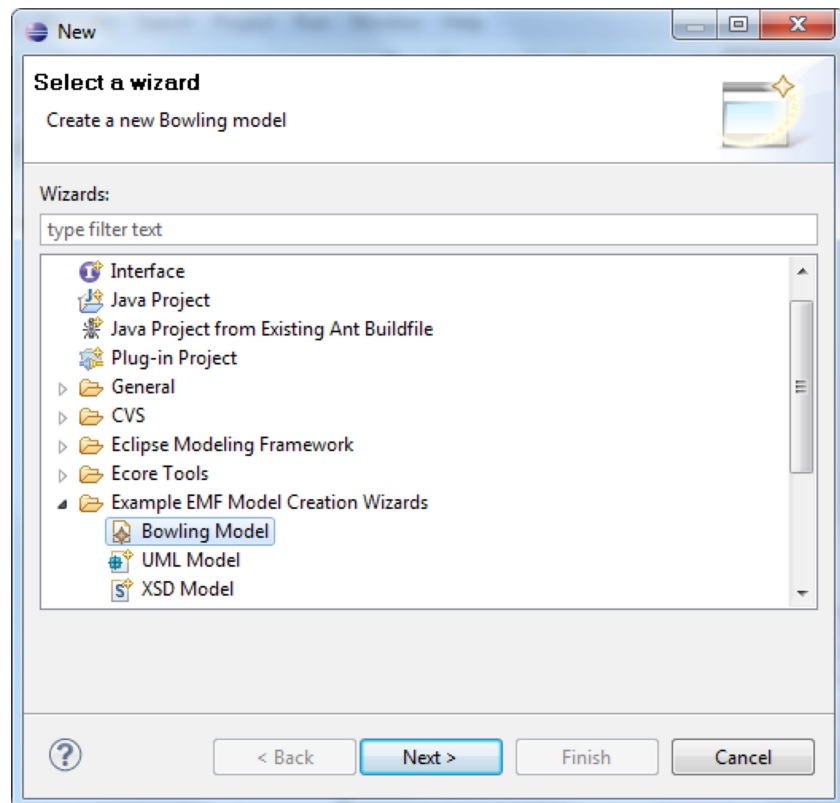 New
Select a wizard
Create a new Bowling model
Wizards:
type filter text
Interface
Java Project
Java Project from Existing Ant Buildfile
Plug-in Project
General
CVS
Eclipse Modeling Framework
Ecore Tools
Example EMF Model Creation Wizards
Bowling Model
UML Model
XSD Model
< Back Next > Finish Cancel